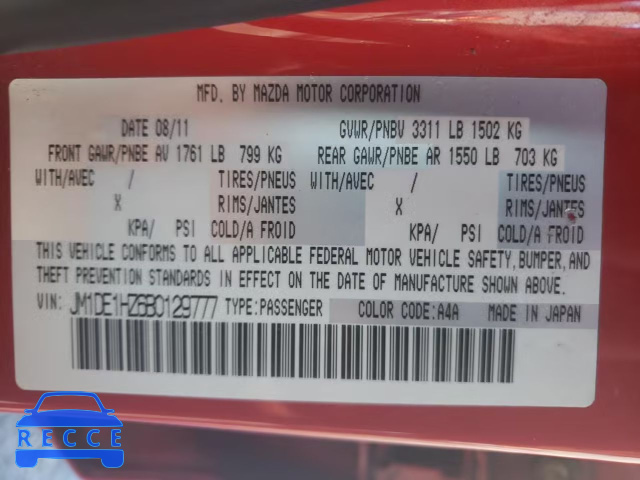 MFD. BY MAZDA MOTOR CORPORATION
DATE 08/11 GVWR/PNBV 3311 LB 1502 KG
FRONT GAWR/PNBE AV 1761 LB 799 KG REAR GAWR/PNBE AR 1550 LB 703 KG
WITH/AVEC / TIRES/PNEUS WITH/AVEC / TIRES/PNEUS
X RIMS/JANTES X RIMS/JANTES
KPA/ PSI COLD/A FROID KPA/ PSI COLD/A FROID
THIS VEHICLE CONFORMS TO ALL APPLICABLE FEDERAL MOTOR VEHICLE SAFETY, BUMPER, AND
THEFT PREVENTION STANDARDS IN EFFECT ON THE DATE OF MANUFACTURE SHOWN ABOVE.
VIN: JM1DE1HZ6B0129777 TYPE:PASSENGER COLOR CODE:A4A MADE IN JAPAN
RECCE